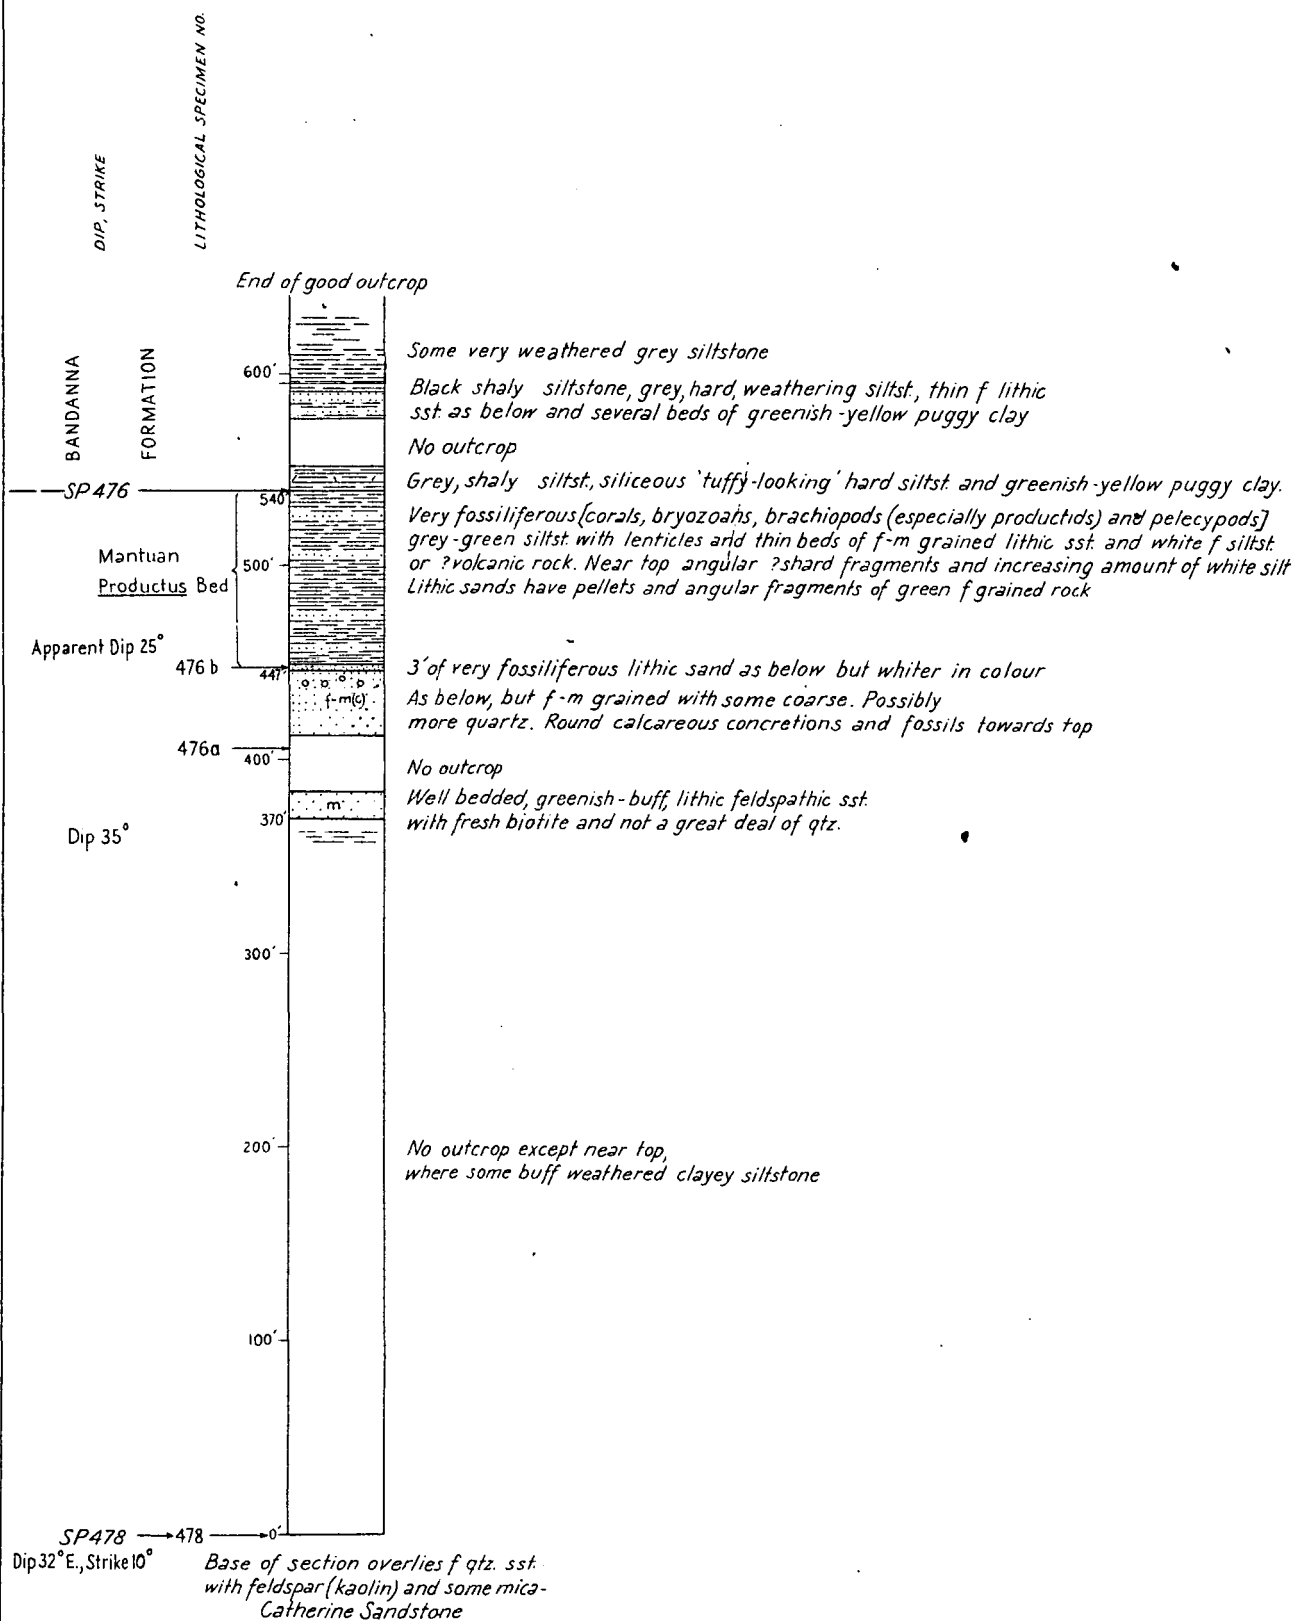 LITHOLOGICAL SPECIMEN NO.
DIP, STRIKE
End of good outcrop
BANDANNA
FORMATION
600'
Some very weathered grey siltstone
Black shaly siltstone, grey, hard, weathering siltst., thin f lithic
sst. as below and several beds of greenish-yellow puggy clay
No outcrop
SP476
540'
Grey, shaly siltst., siliceous 'tuffy-looking' hard siltst. and greenish-yellow puggy clay.
Very fossiliferous [corals, bryozoans, brachiopods (especially productids) and pelecypods]
grey-green siltst. with lenticles and thin beds of f-m grained lithic sst. and white f siltst.
or ?volcanic rock. Near top angular ?shard fragments and increasing amount of white silt
Lithic sands have pellets and angular fragments of green f grained rock
Mantuan
Productus Bed
500'
Apparent Dip 25°
476b
447'
3' of very fossiliferous lithic sand as below but whiter in colour
f-m(c)
As below, but f-m grained with some coarse. Possibly
more quartz. Round calcareous concretions and fossils towards top
476a
400'
No outcrop
m
Well bedded, greenish-buff, lithic feldspathic sst.
with fresh biotite and not a great deal of qtz.
370'
Dip 35°
300'
200'
No outcrop except near top,
where some buff weathered clayey siltstone
100'
SP478
478
0'
Dip 32°E., Strike 10°
Base of section overlies f qtz. sst.
with feldspar (kaolin) and some mica-
Catherine Sandstone